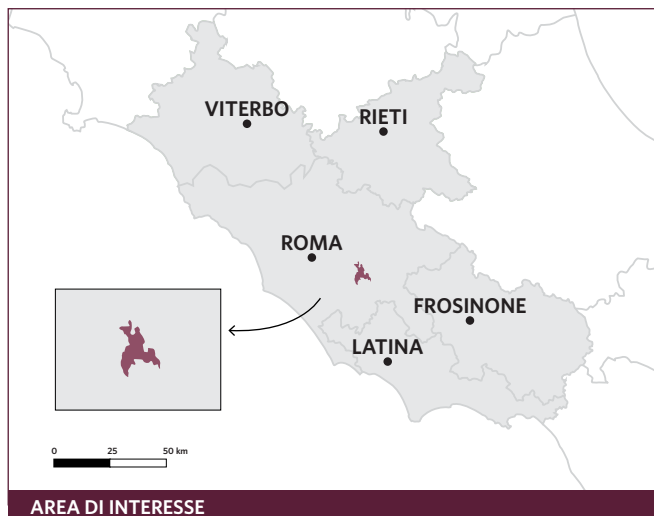 VITERBO
RIETI
ROMA
FROSINONE
LATINA
0 25 50 km
AREA DI INTERESSE